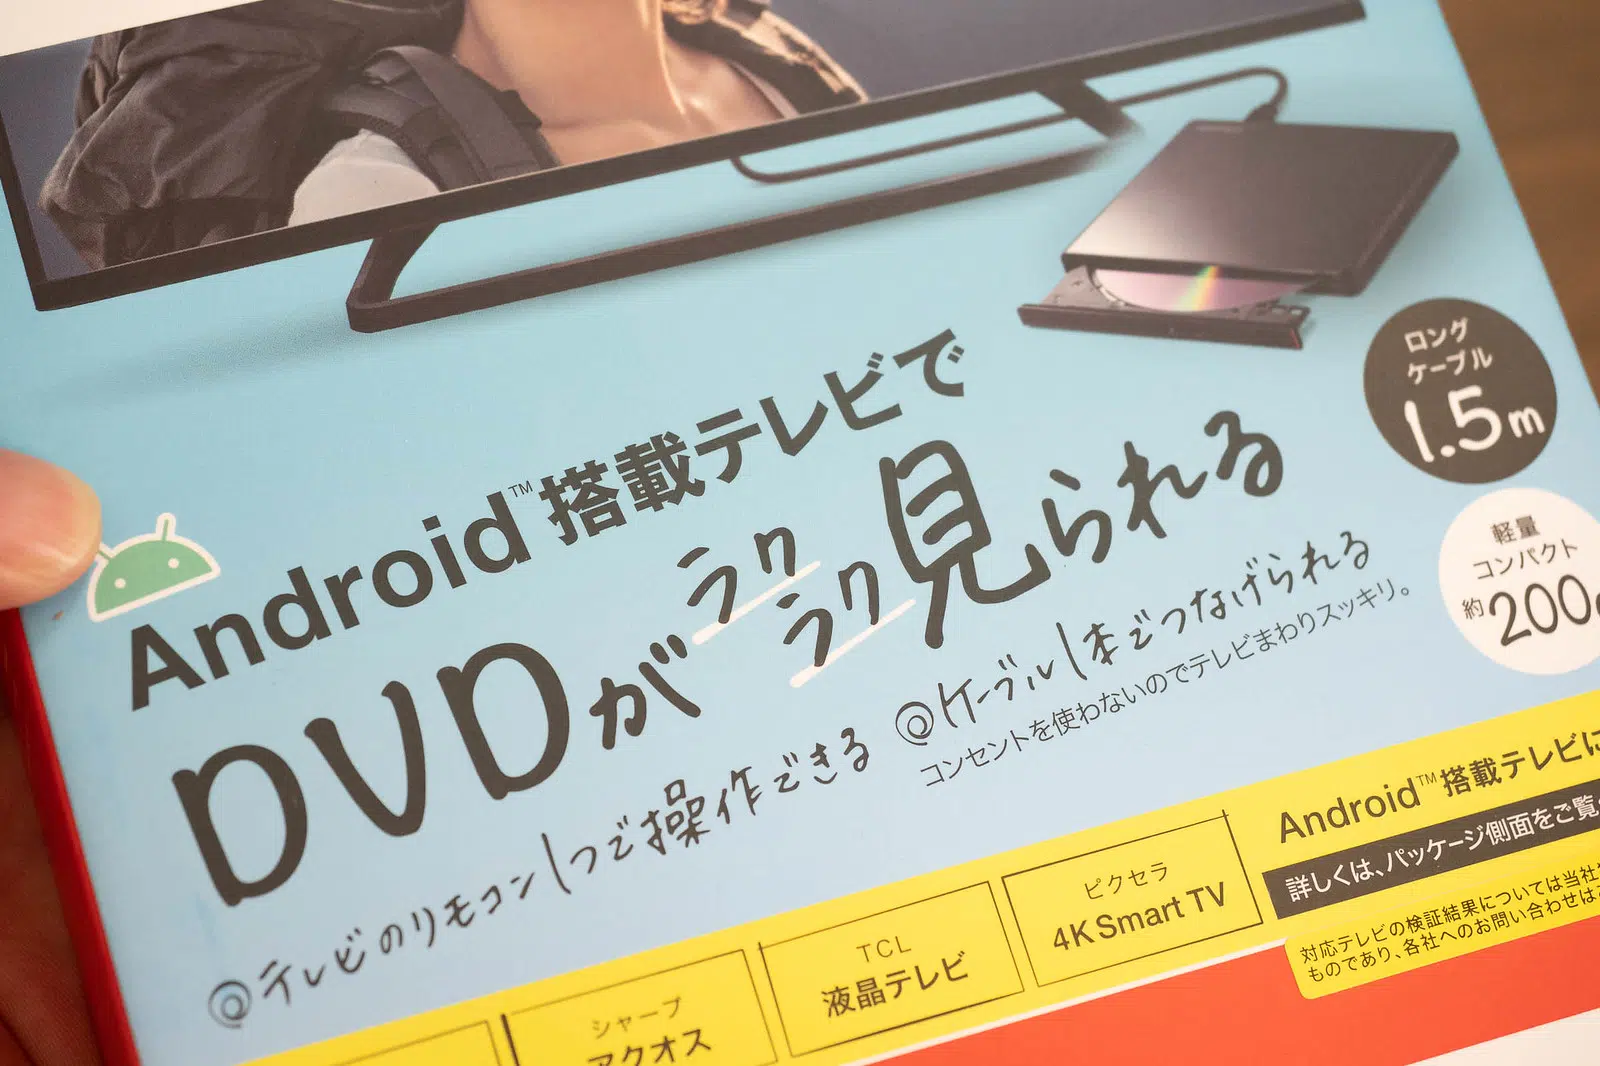 ロング
ケーブル
1.5m
Android™搭載テレビで
DVDがラクラク見られる
軽量
コンパクト
約200
@テレビのリモコン1つで操作できる
@ケーブル1本でつなげられる
コンセントを使わないのでテレビまわりスッキリ。
シャープ
アクオス
TCL
液晶テレビ
ピクセラ
4K Smart TV
Android™搭載テレビに
詳しくは、パッケージ側面をご覧
対応テレビの検証結果については当社
ものであり、各社へのお問い合わせは